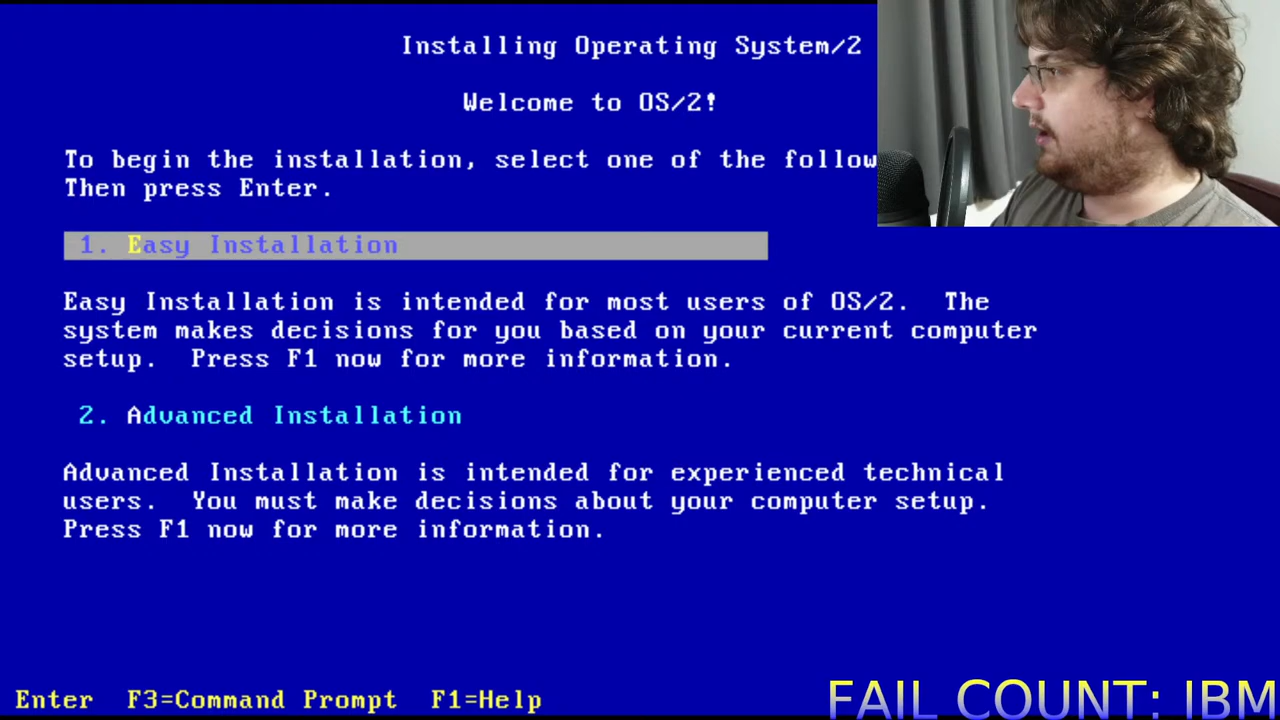 Installing Operating System/2
Welcome to OS/2!
To begin the installation, select one of the follow
Then press Enter.
1. Easy Installation
Easy Installation is intended for most users of OS/2. The
system makes decisions for you based on your current computer
setup. Press F1 now for more information.
2. Advanced Installation
Advanced Installation is intended for experienced technical
users. You must make decisions about your computer setup.
Press F1 now for more information.
Enter F3=Command Prompt F1=Help
FAIL COUNT: IBM